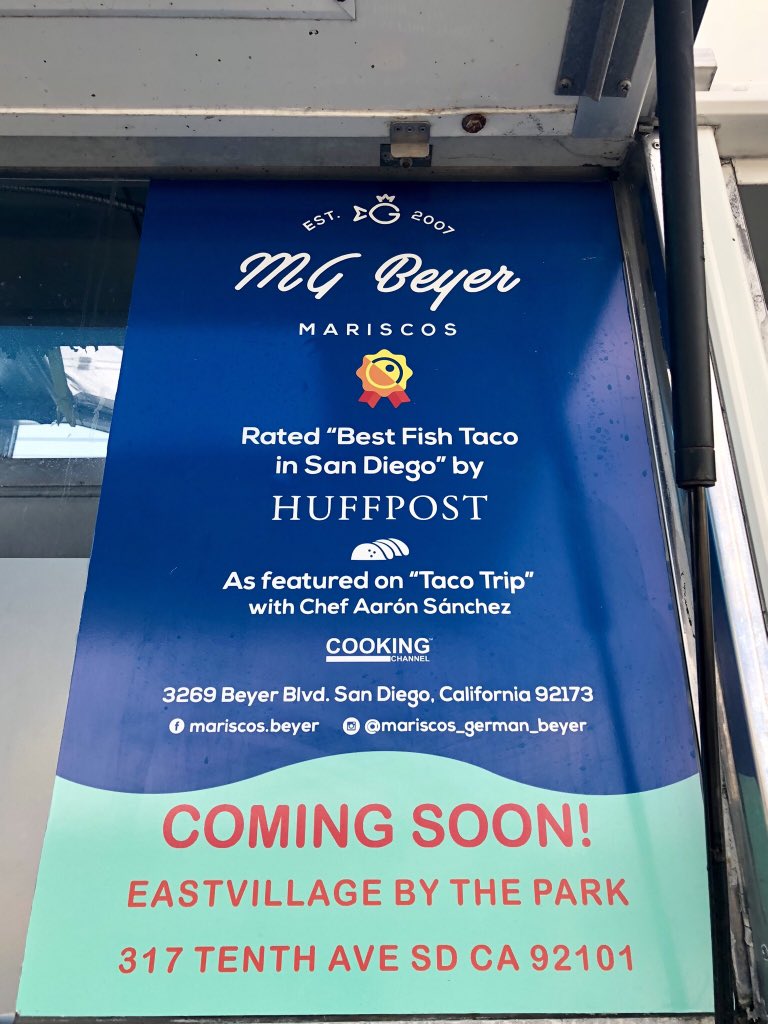 EST. 2007
MG Beyer
MARISCOS
Rated “Best Fish Taco
in San Diego” by
HUFFPOST
As featured on “Taco Trip”
with Chef Aarón Sánchez
COOKING
CHANNEL
3269 Beyer Blvd. San Diego, California 92173
mariscos.beyer @mariscos_german_beyer
COMING SOON!
EASTVILLAGE BY THE PARK
317 TENTH AVE SD CA 92101